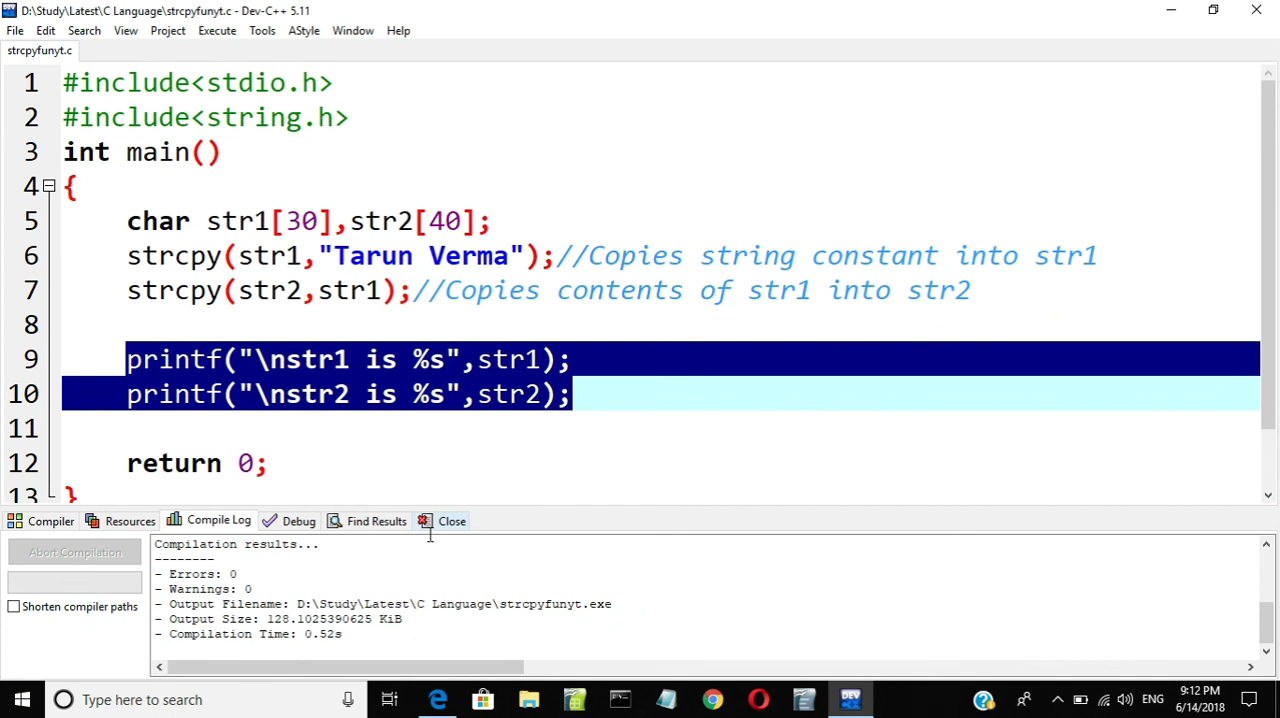 D:\Study\Latest\C Language\strcpyfunyt.c - Dev-C++ 5.11
File Edit Search View Project Execute Tools AStyle Window Help
strcpyfunyt.c
1 #include<stdio.h>
2 #include<string.h>
3 int main()
4 {
5 char str1[30],str2[40];
6 strcpy(str1,"Tarun Verma");//Copies string constant into str1
7 strcpy(str2,str1);//Copies contents of str1 into str2
8
9 printf("\nstr1 is %s",str1);
10 printf("\nstr2 is %s",str2);
11
12 return 0;
13 }
Compiler Resources Compile Log Debug Find Results Close
Abort Compilation
Shorten compiler paths
Compilation results...
--------
- Errors: 0
- Warnings: 0
- Output Filename: D:\Study\Latest\C Language\strcpyfunyt.exe
- Output Size: 128.1025390625 KiB
- Compilation Time: 0.52s
Type here to search
DEV
ENG
9:12 PM
6/14/2018